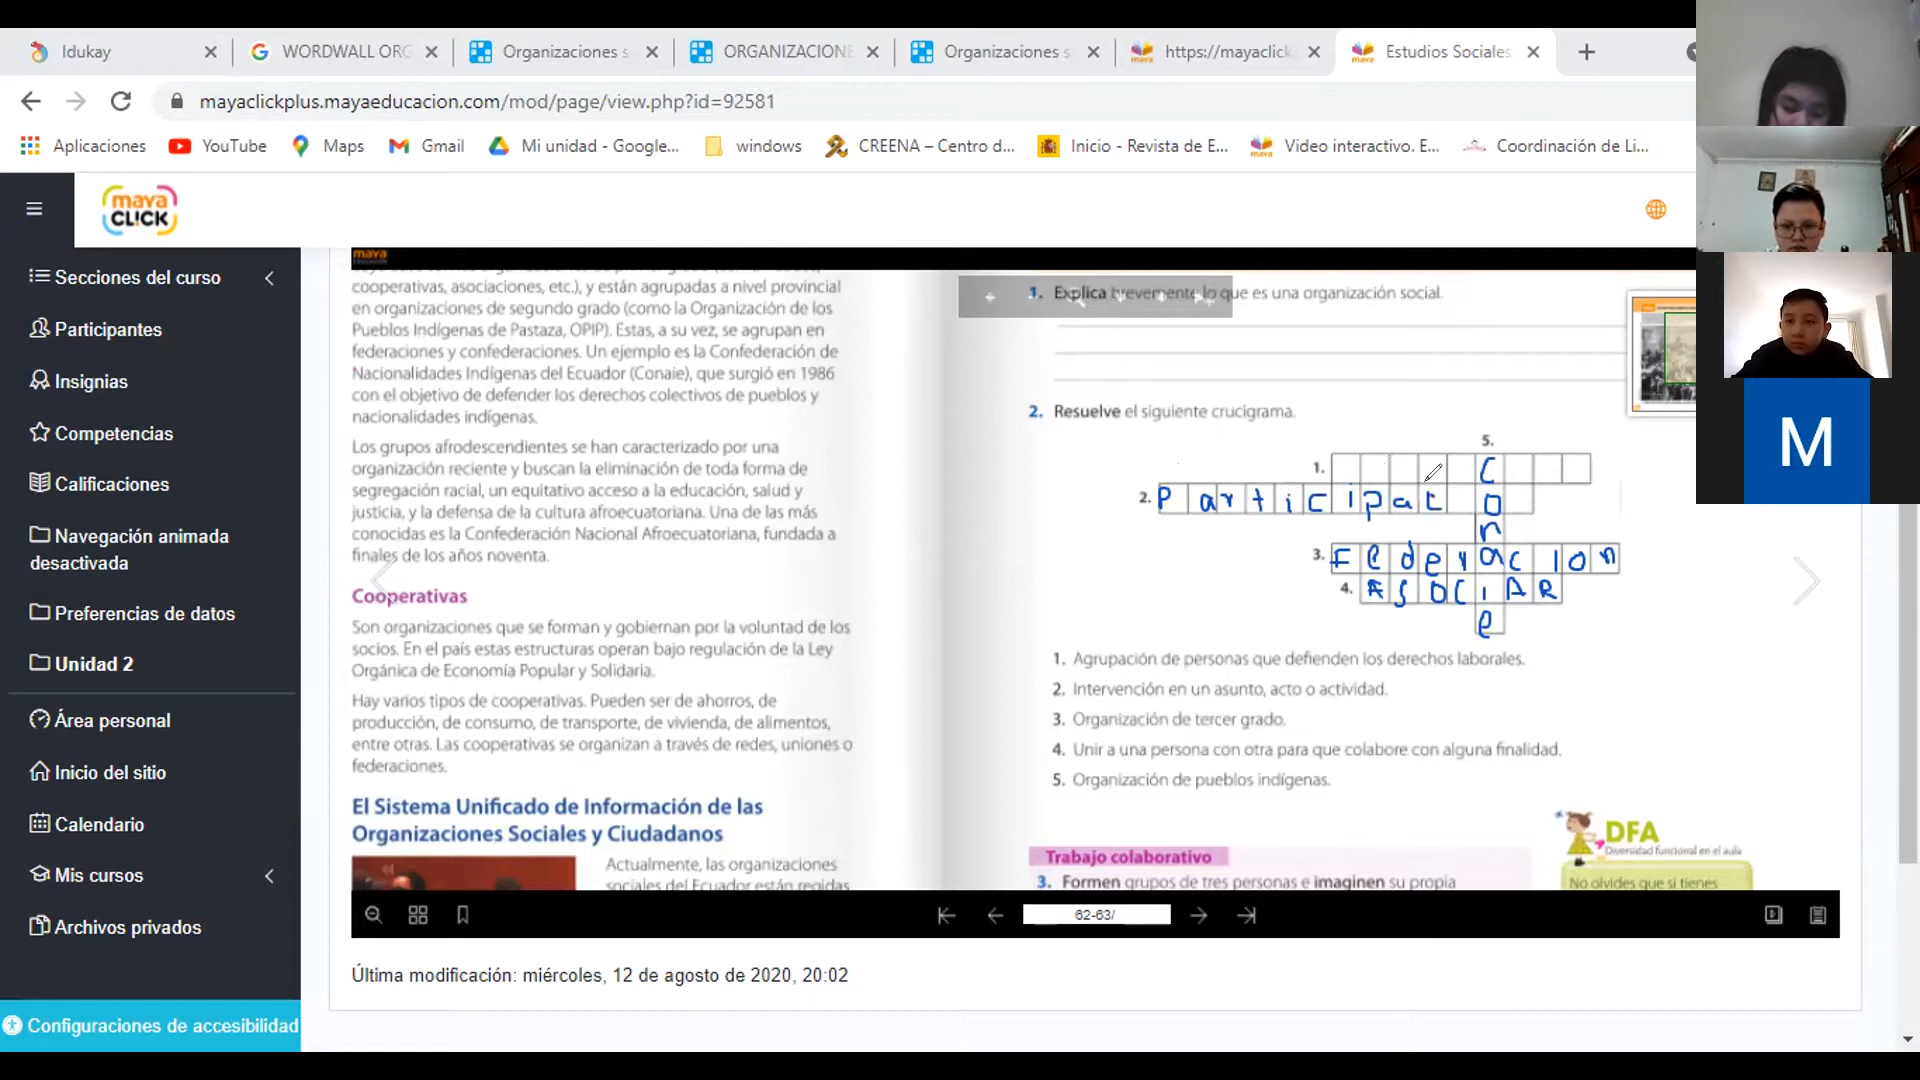 Idukay
WORDWALL ORG
Organizaciones s
ORGANIZACIONE
Organizaciones s
https://mayaclick.
Estudios Sociales
mayaclickplus.mayaeducacion.com/mod/page/view.php?id=92581
Aplicaciones
YouTube
Maps
Gmail
Mi unidad - Google...
windows
CREENA – Centro d...
Inicio - Revista de E...
Video interactivo. E...
Coordinación de Li...
maya
CLICK
Secciones del curso
Participantes
Insignias
Competencias
Calificaciones
Navegación animada
desactivada
Preferencias de datos
Unidad 2
Área personal
Inicio del sitio
Calendario
Mis cursos
Archivos privados
Configuraciones de accesibilidad
maya
cooperativas, asociaciones, etc.), y están agrupadas a nivel provincial
en organizaciones de segundo grado (como la Organización de los
Pueblos Indígenas de Pastaza, OPIP). Estas, a su vez, se agrupan en
federaciones y confederaciones. Un ejemplo es la Confederación de
Nacionalidades Indígenas del Ecuador (Conaie), que surgió en 1986
con el objetivo de defender los derechos colectivos de pueblos y
nacionalidades indígenas.
Los grupos afrodescendientes se han caracterizado por una
organización reciente y buscan la eliminación de toda forma de
segregación racial, un equitativo acceso a la educación, salud y
justicia, y la defensa de la cultura afroecuatoriana. Una de las más
conocidas es la Confederación Nacional Afroecuatoriana, fundada a
finales de los años noventa.
Cooperativas
Son organizaciones que se forman y gobiernan por la voluntad de los
socios. En el país estas estructuras operan bajo regulación de la Ley
Orgánica de Economía Popular y Solidaria.
Hay varios tipos de cooperativas. Pueden ser de ahorros, de
producción, de consumo, de transporte, de vivienda, de alimentos,
entre otras. Las cooperativas se organizan a través de redes, uniones o
federaciones.
El Sistema Unificado de Información de las
Organizaciones Sociales y Ciudadanos
Actualmente, las organizaciones
sociales del Ecuador están regidas
1. Explica brevemente lo que es una organización social.
2. Resuelve el siguiente crucigrama.
5.
1. C
2. P a r t i c i p a t o
n
3. F e d e r a c i o n
4. A S O C I A R
e
1. Agrupación de personas que defienden los derechos laborales.
2. Intervención en un asunto, acto o actividad.
3. Organización de tercer grado.
4. Unir a una persona con otra para que colabore con alguna finalidad.
5. Organización de pueblos indígenas.
DFA
Diversidad funcional en el aula
No olvides que si tienes
Trabajo colaborativo
3. Formen grupos de tres personas e imaginen su propia
62-63/
Última modificación: miércoles, 12 de agosto de 2020, 20:02
M